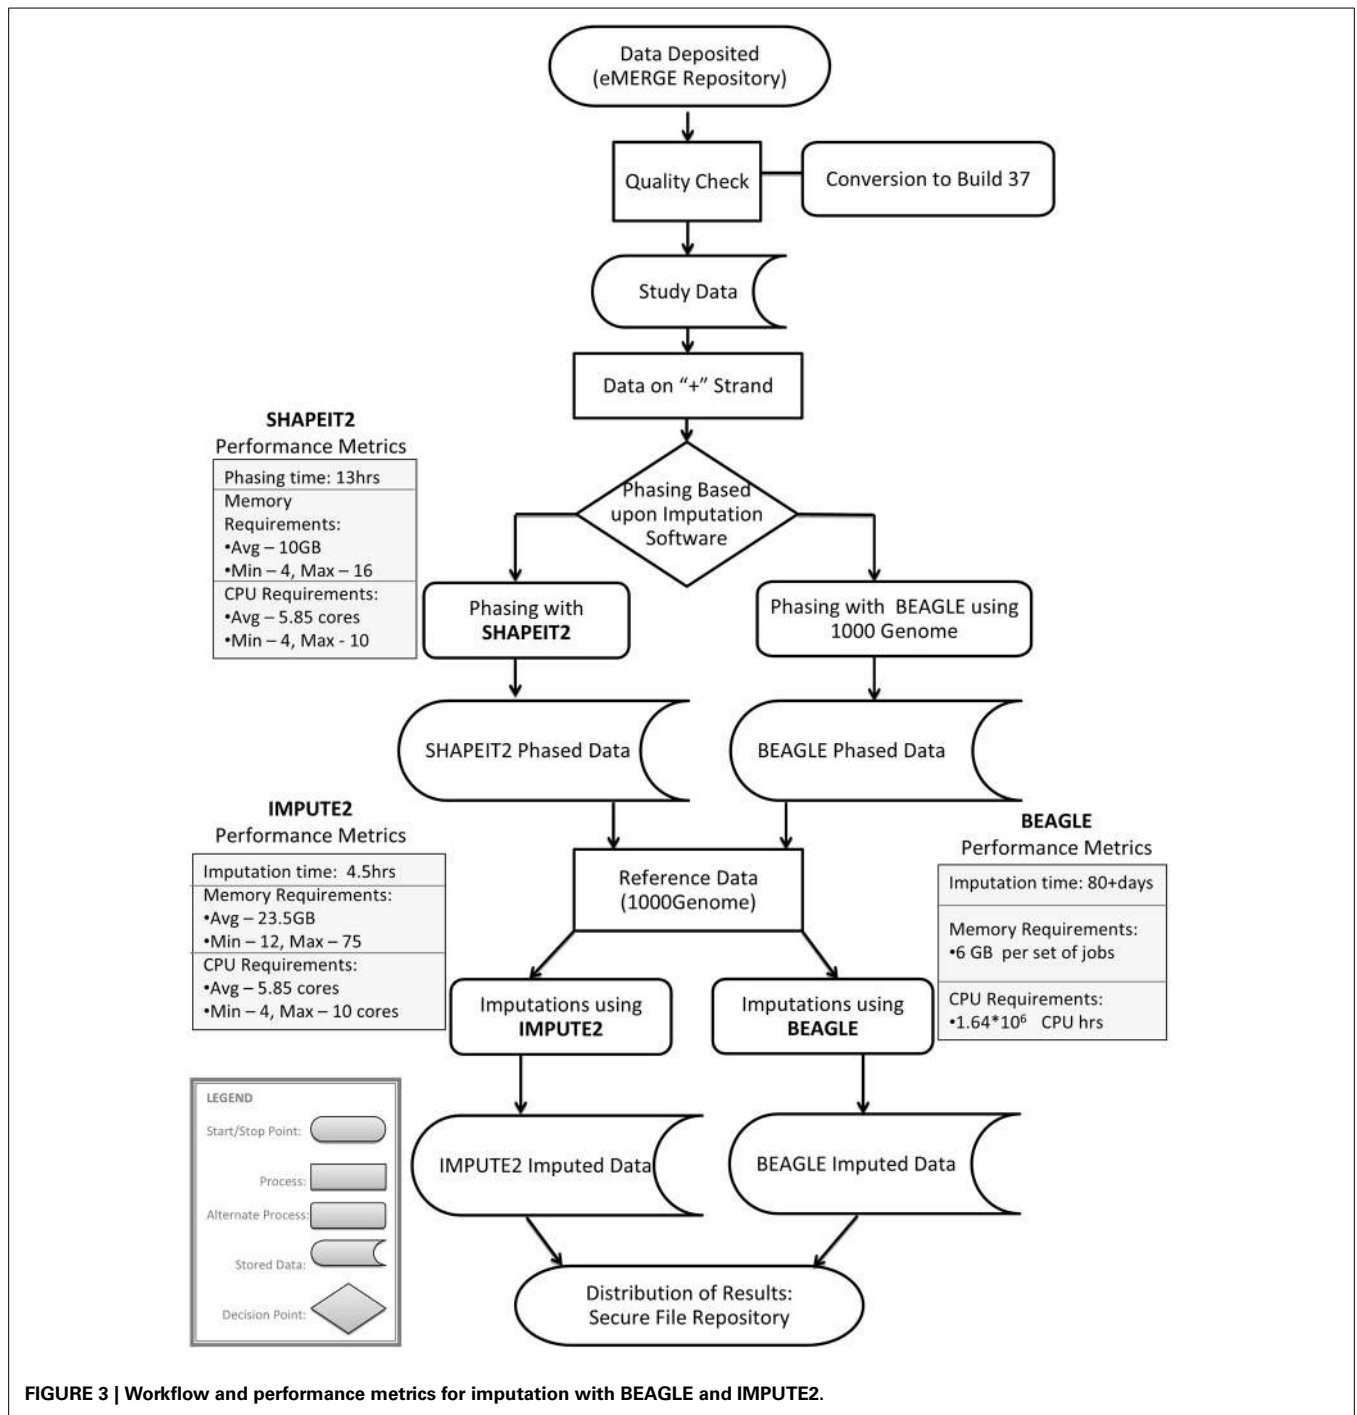 Data Deposited
(eMERGE Repository)
Quality Check
Conversion to Build 37
Study Data
Data on “+” Strand
SHAPEIT2
Performance Metrics
Phasing time: 13hrs
Memory
Requirements:
•Avg – 10GB
•Min – 4, Max – 16
CPU Requirements:
•Avg – 5.85 cores
•Min – 4, Max - 10
Phasing Based
upon Imputation
Software
Phasing with
SHAPEIT2
Phasing with BEAGLE using
1000 Genome
SHAPEIT2 Phased Data
BEAGLE Phased Data
IMPUTE2
Performance Metrics
Imputation time: 4.5hrs
Memory Requirements:
•Avg – 23.5GB
•Min – 12, Max – 75
CPU Requirements:
•Avg – 5.85 cores
•Min – 4, Max – 10 cores
Reference Data
(1000Genome)
BEAGLE
Performance Metrics
Imputation time: 80+days
Memory Requirements:
•6 GB per set of jobs
CPU Requirements:
•1.64*10⁶ CPU hrs
Imputations using
IMPUTE2
Imputations using
BEAGLE
IMPUTE2 Imputed Data
BEAGLE Imputed Data
LEGEND
Start/Stop Point:
Process:
Alternate Process:
Stored Data:
Decision Point:
Distribution of Results:
Secure File Repository
FIGURE 3 | Workflow and performance metrics for imputation with BEAGLE and IMPUTE2.